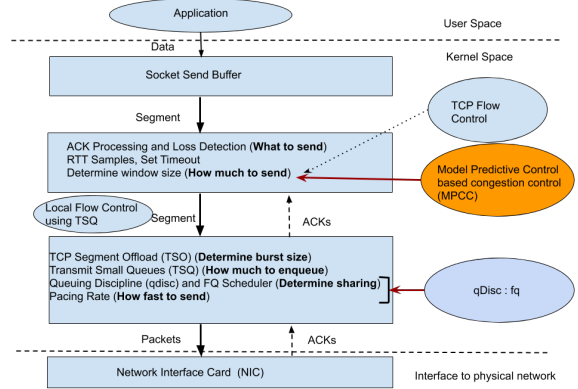 Application
User Space
Data
Kernel Space
Socket Send Buffer
Segment
TCP Flow
Control
ACK Processing and Loss Detection (What to send)
RTT Samples, Set Timeout
Determine window size (How much to send)
Model Predictive Control
based congestion control
(MPCC)
Local Flow Control
using TSQ
Segment
ACKs
TCP Segment Offload (TSO) (Determine burst size)
Transmit Small Queues (TSQ) (How much to enqueue)
Queuing Discipline (qdisc) and FQ Scheduler (Determine sharing)
Pacing Rate (How fast to send)
qDisc : fq
Packets
ACKs
Network Interface Card (NIC)
Interface to physical network